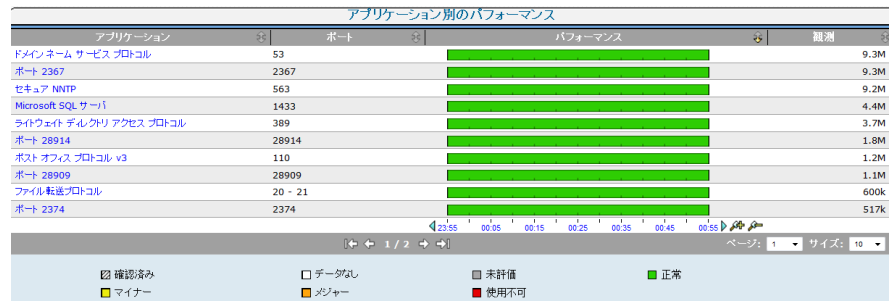 アプリケーション別のパフォーマンス
アプリケーション ポート パフォーマンス 観測
ドメイン ネーム サービス プロトコル 53 9.3M
ポート 2367 2367 9.3M
セキュア NNTP 563 9.2M
Microsoft SQL サーバ 1433 4.4M
ライトウェイト ディレクトリ アクセス プロトコル 389 3.7M
ポート 28914 28914 1.8M
ポスト オフィス プロトコル v3 110 1.2M
ポート 28909 28909 1.1M
ファイル転送プロトコル 20 - 21 600k
ポート 2374 2374 517k
23:55 00:05 00:15 00:25 00:35 00:45 00:55
1 / 2 ページ: 1 サイズ: 10
確認済み データなし 未評価 正常
マイナー メジャー 使用不可